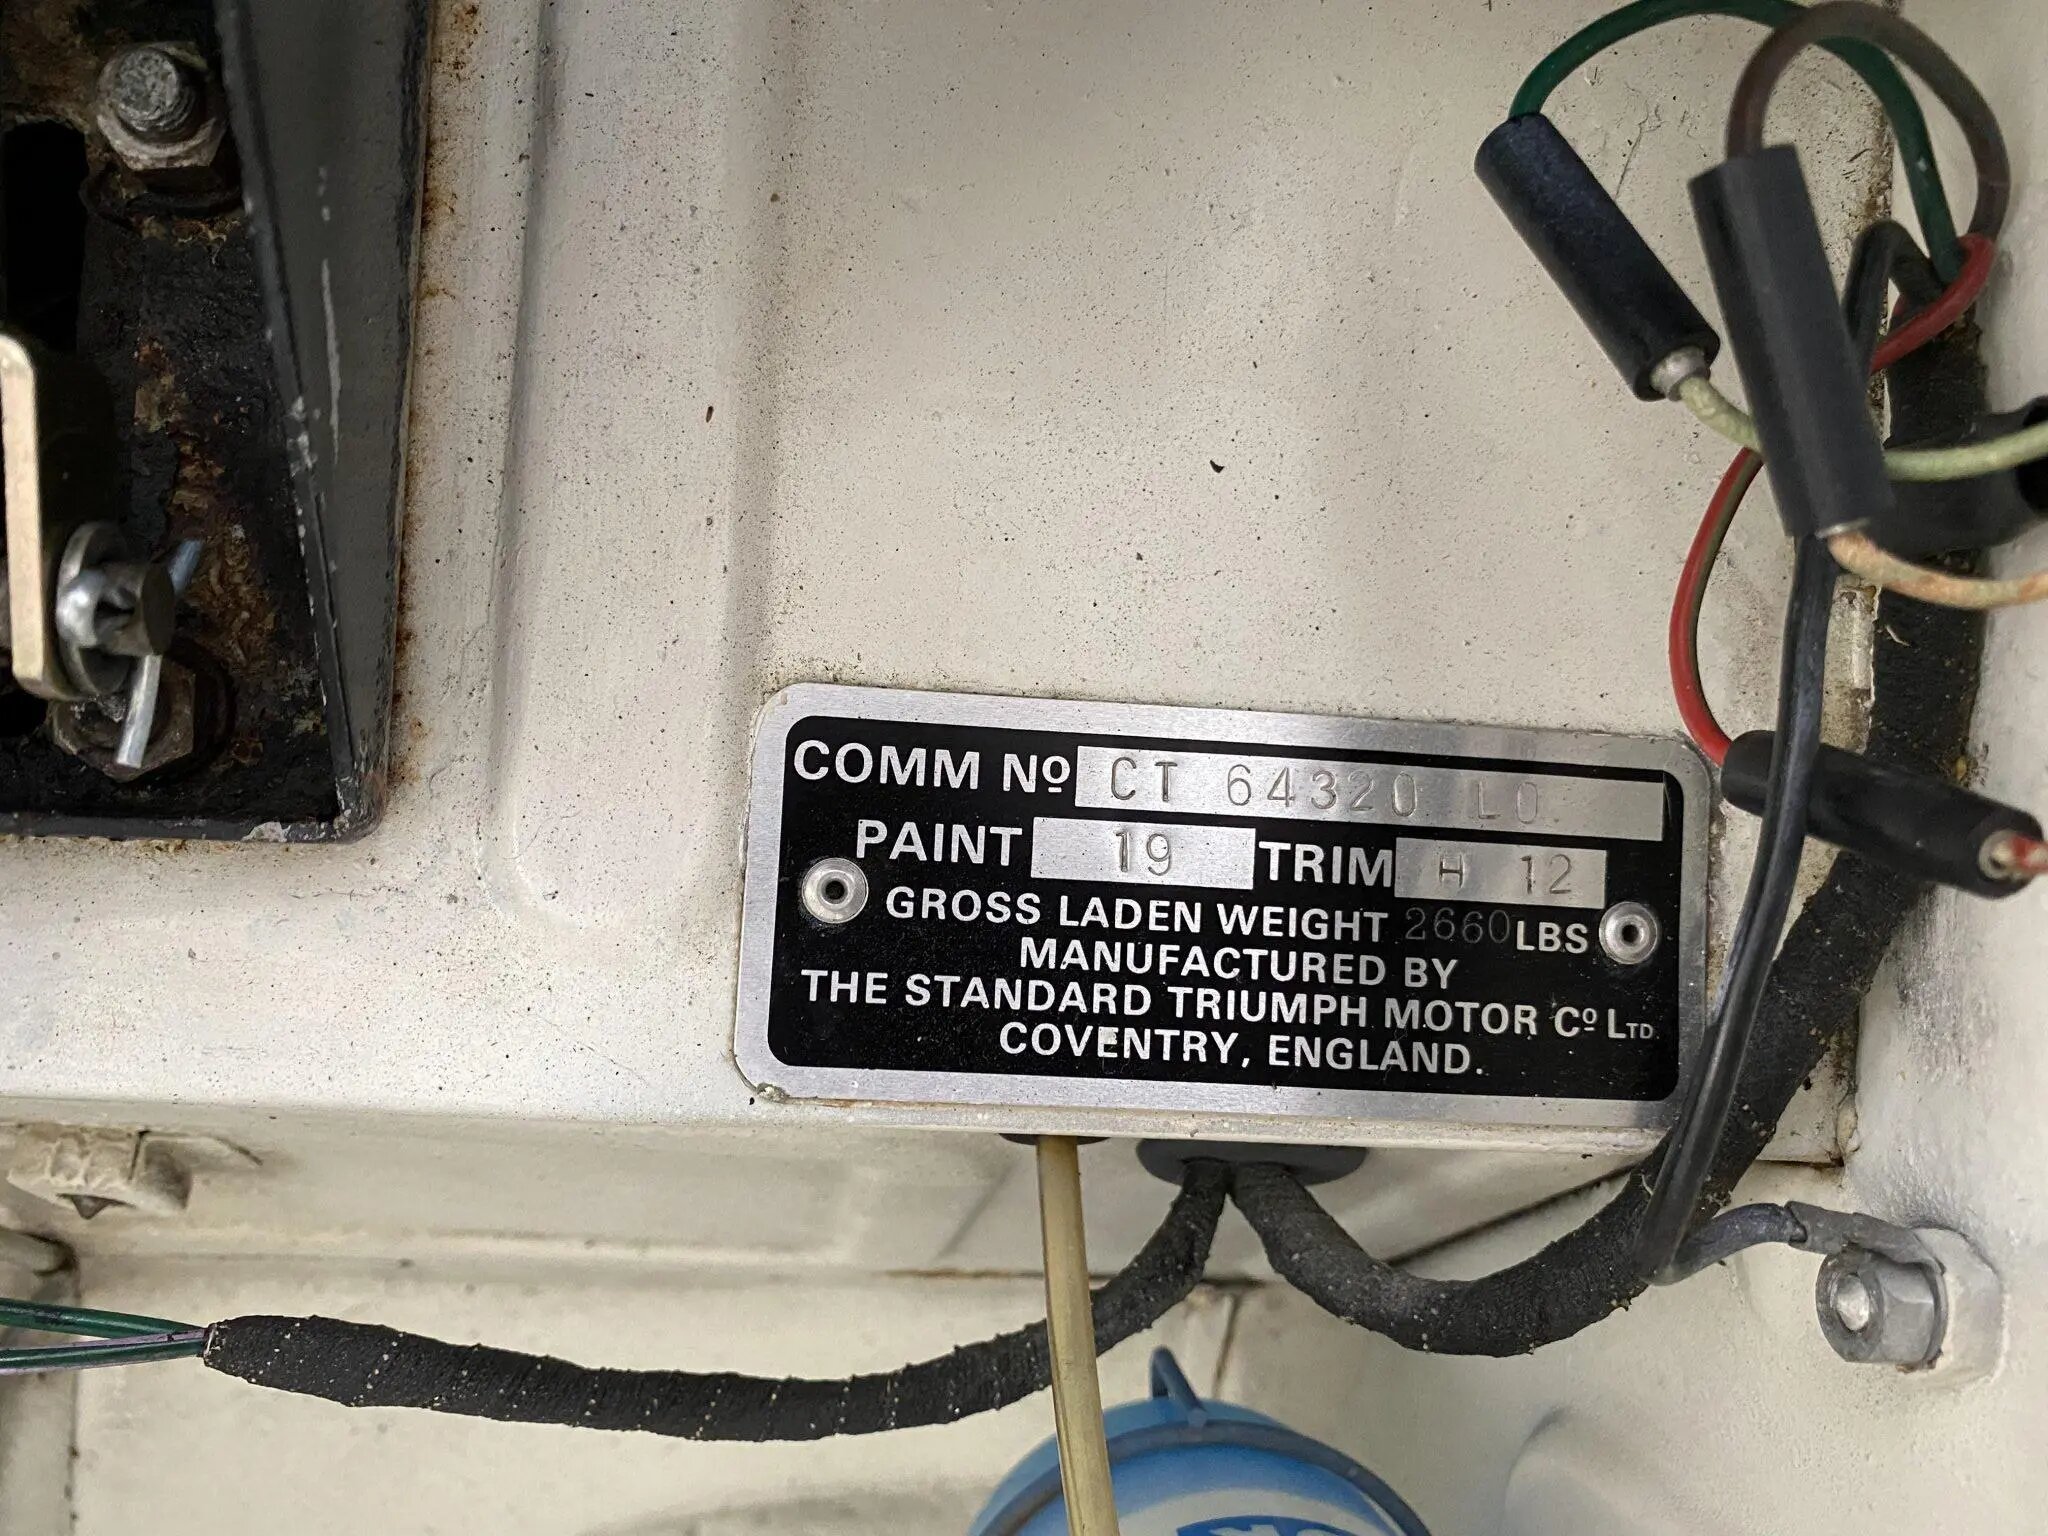 COMM Nº CT 64320 LO
PAINT 19 TRIM H 12
GROSS LADEN WEIGHT 2660 LBS
MANUFACTURED BY
THE STANDARD TRIUMPH MOTOR Cº LTD.
COVENTRY, ENGLAND.